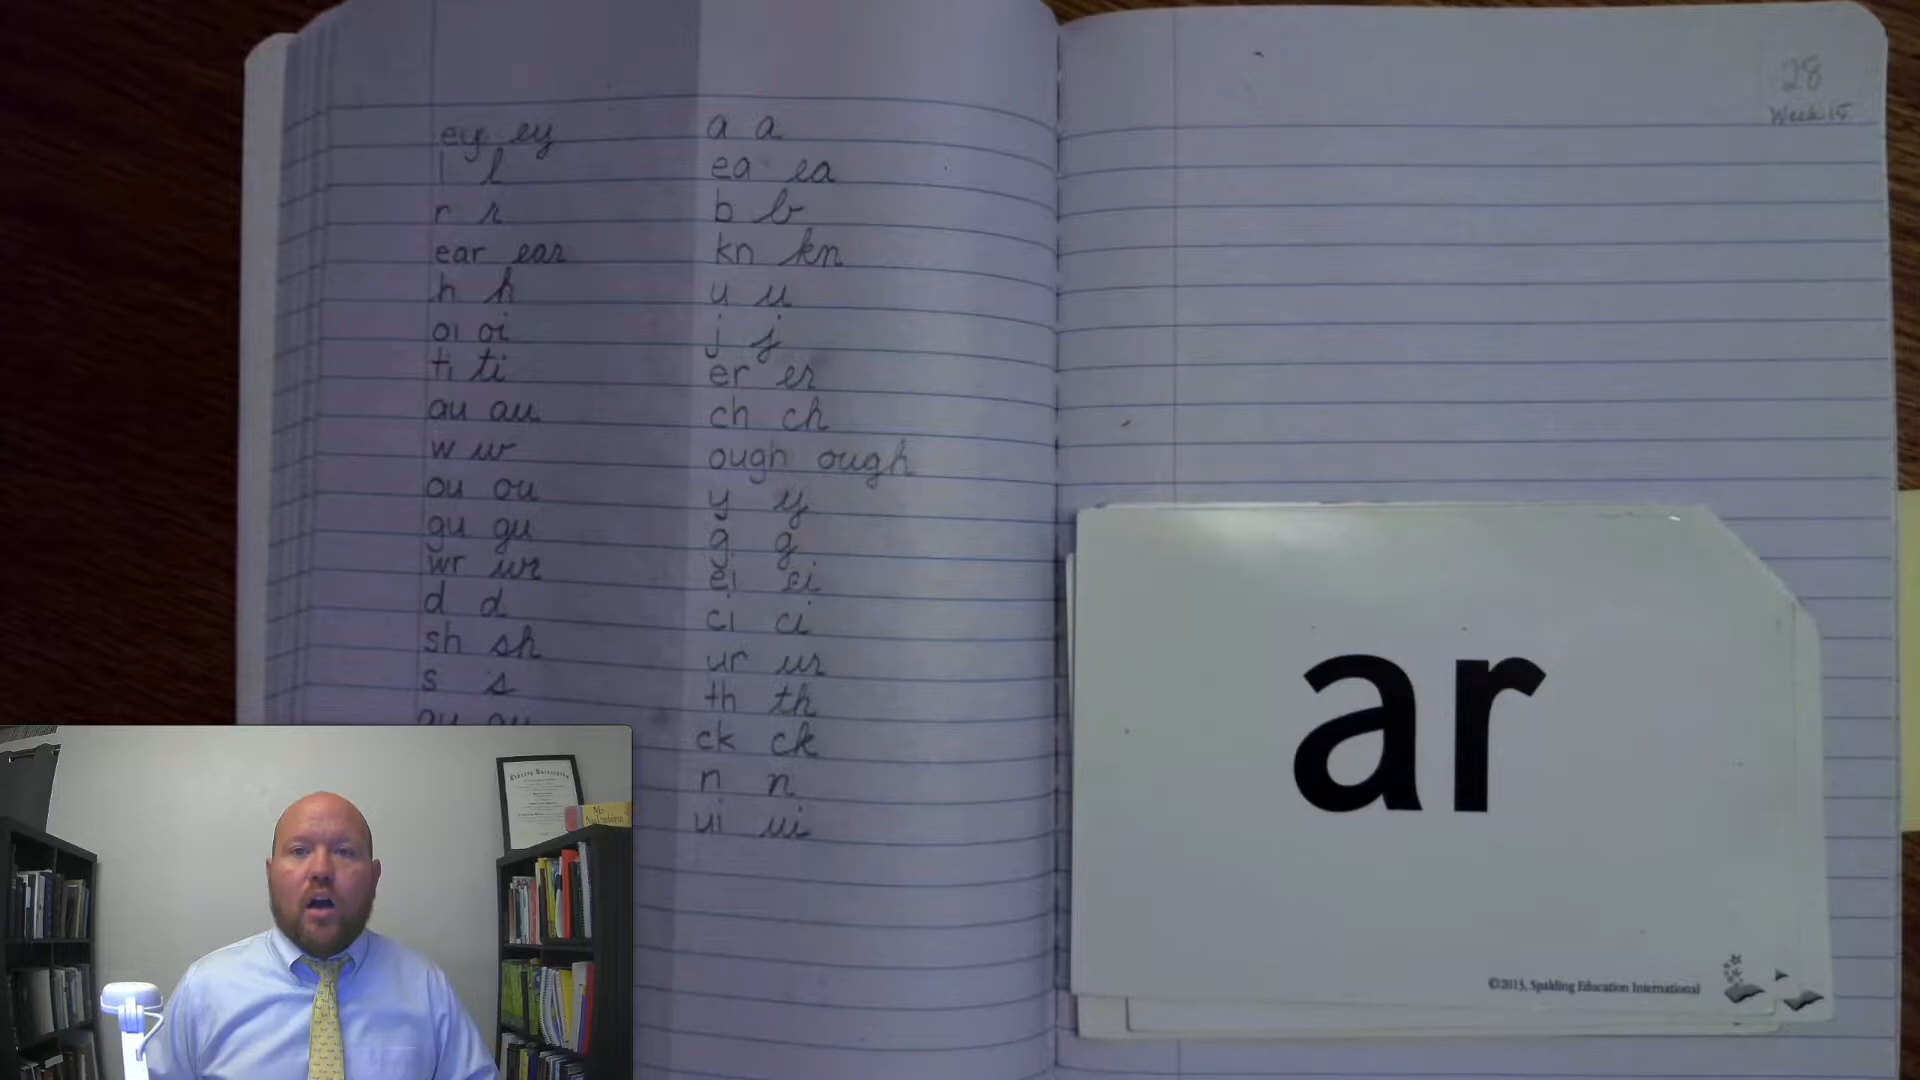 28
Week 15
ey ey
l l
r r
ear ear
h h
oi oi
ti ti
au au
w w
ou ou
gu gu
wr wr
d d
sh sh
s s
a a
ea ea
b b
kn kn
u u
j j
er er
ch ch
ough ough
y y
g g
ei ei
ci ci
ur ur
th th
ck ck
n n
ui ui
ar
©2013, Spalding Education International